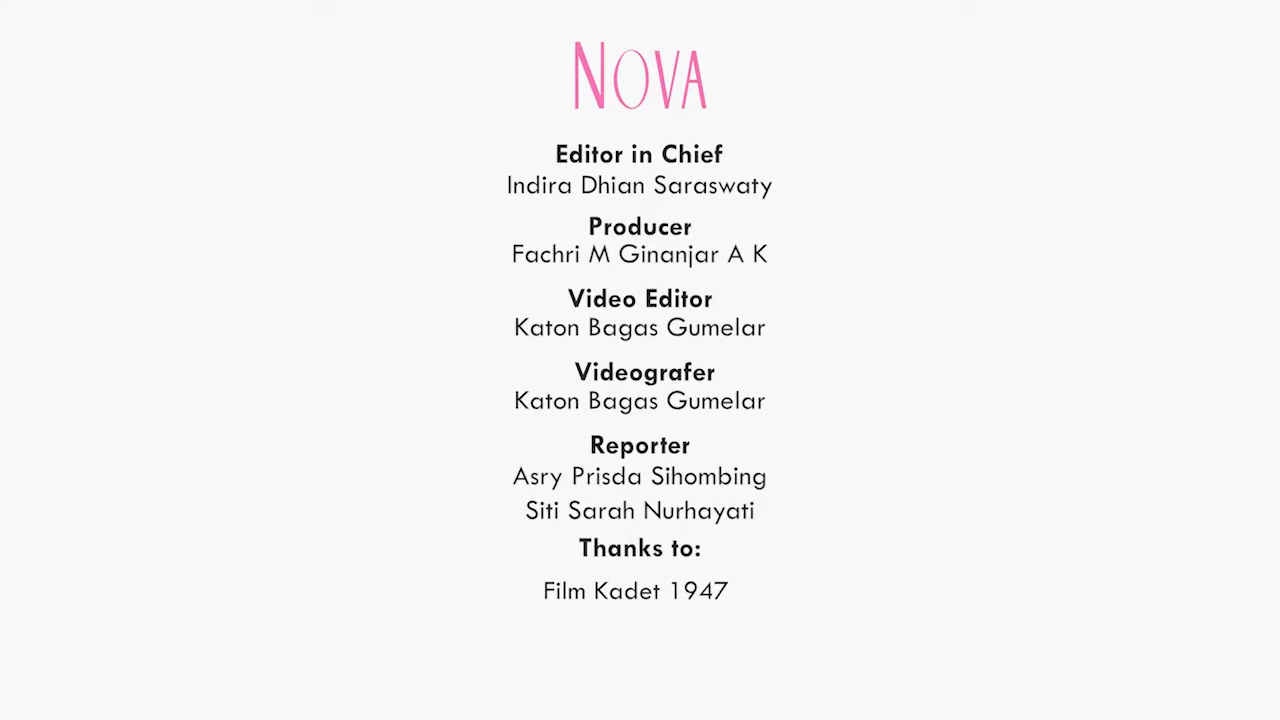 NOVA
Editor in Chief
Indira Dhian Saraswaty
Producer
Fachri M Ginanjar A K
Video Editor
Katon Bagas Gumelar
Videografer
Katon Bagas Gumelar
Reporter
Asry Prisda Sihombing
Siti Sarah Nurhayati
Thanks to:
Film Kadet 1947